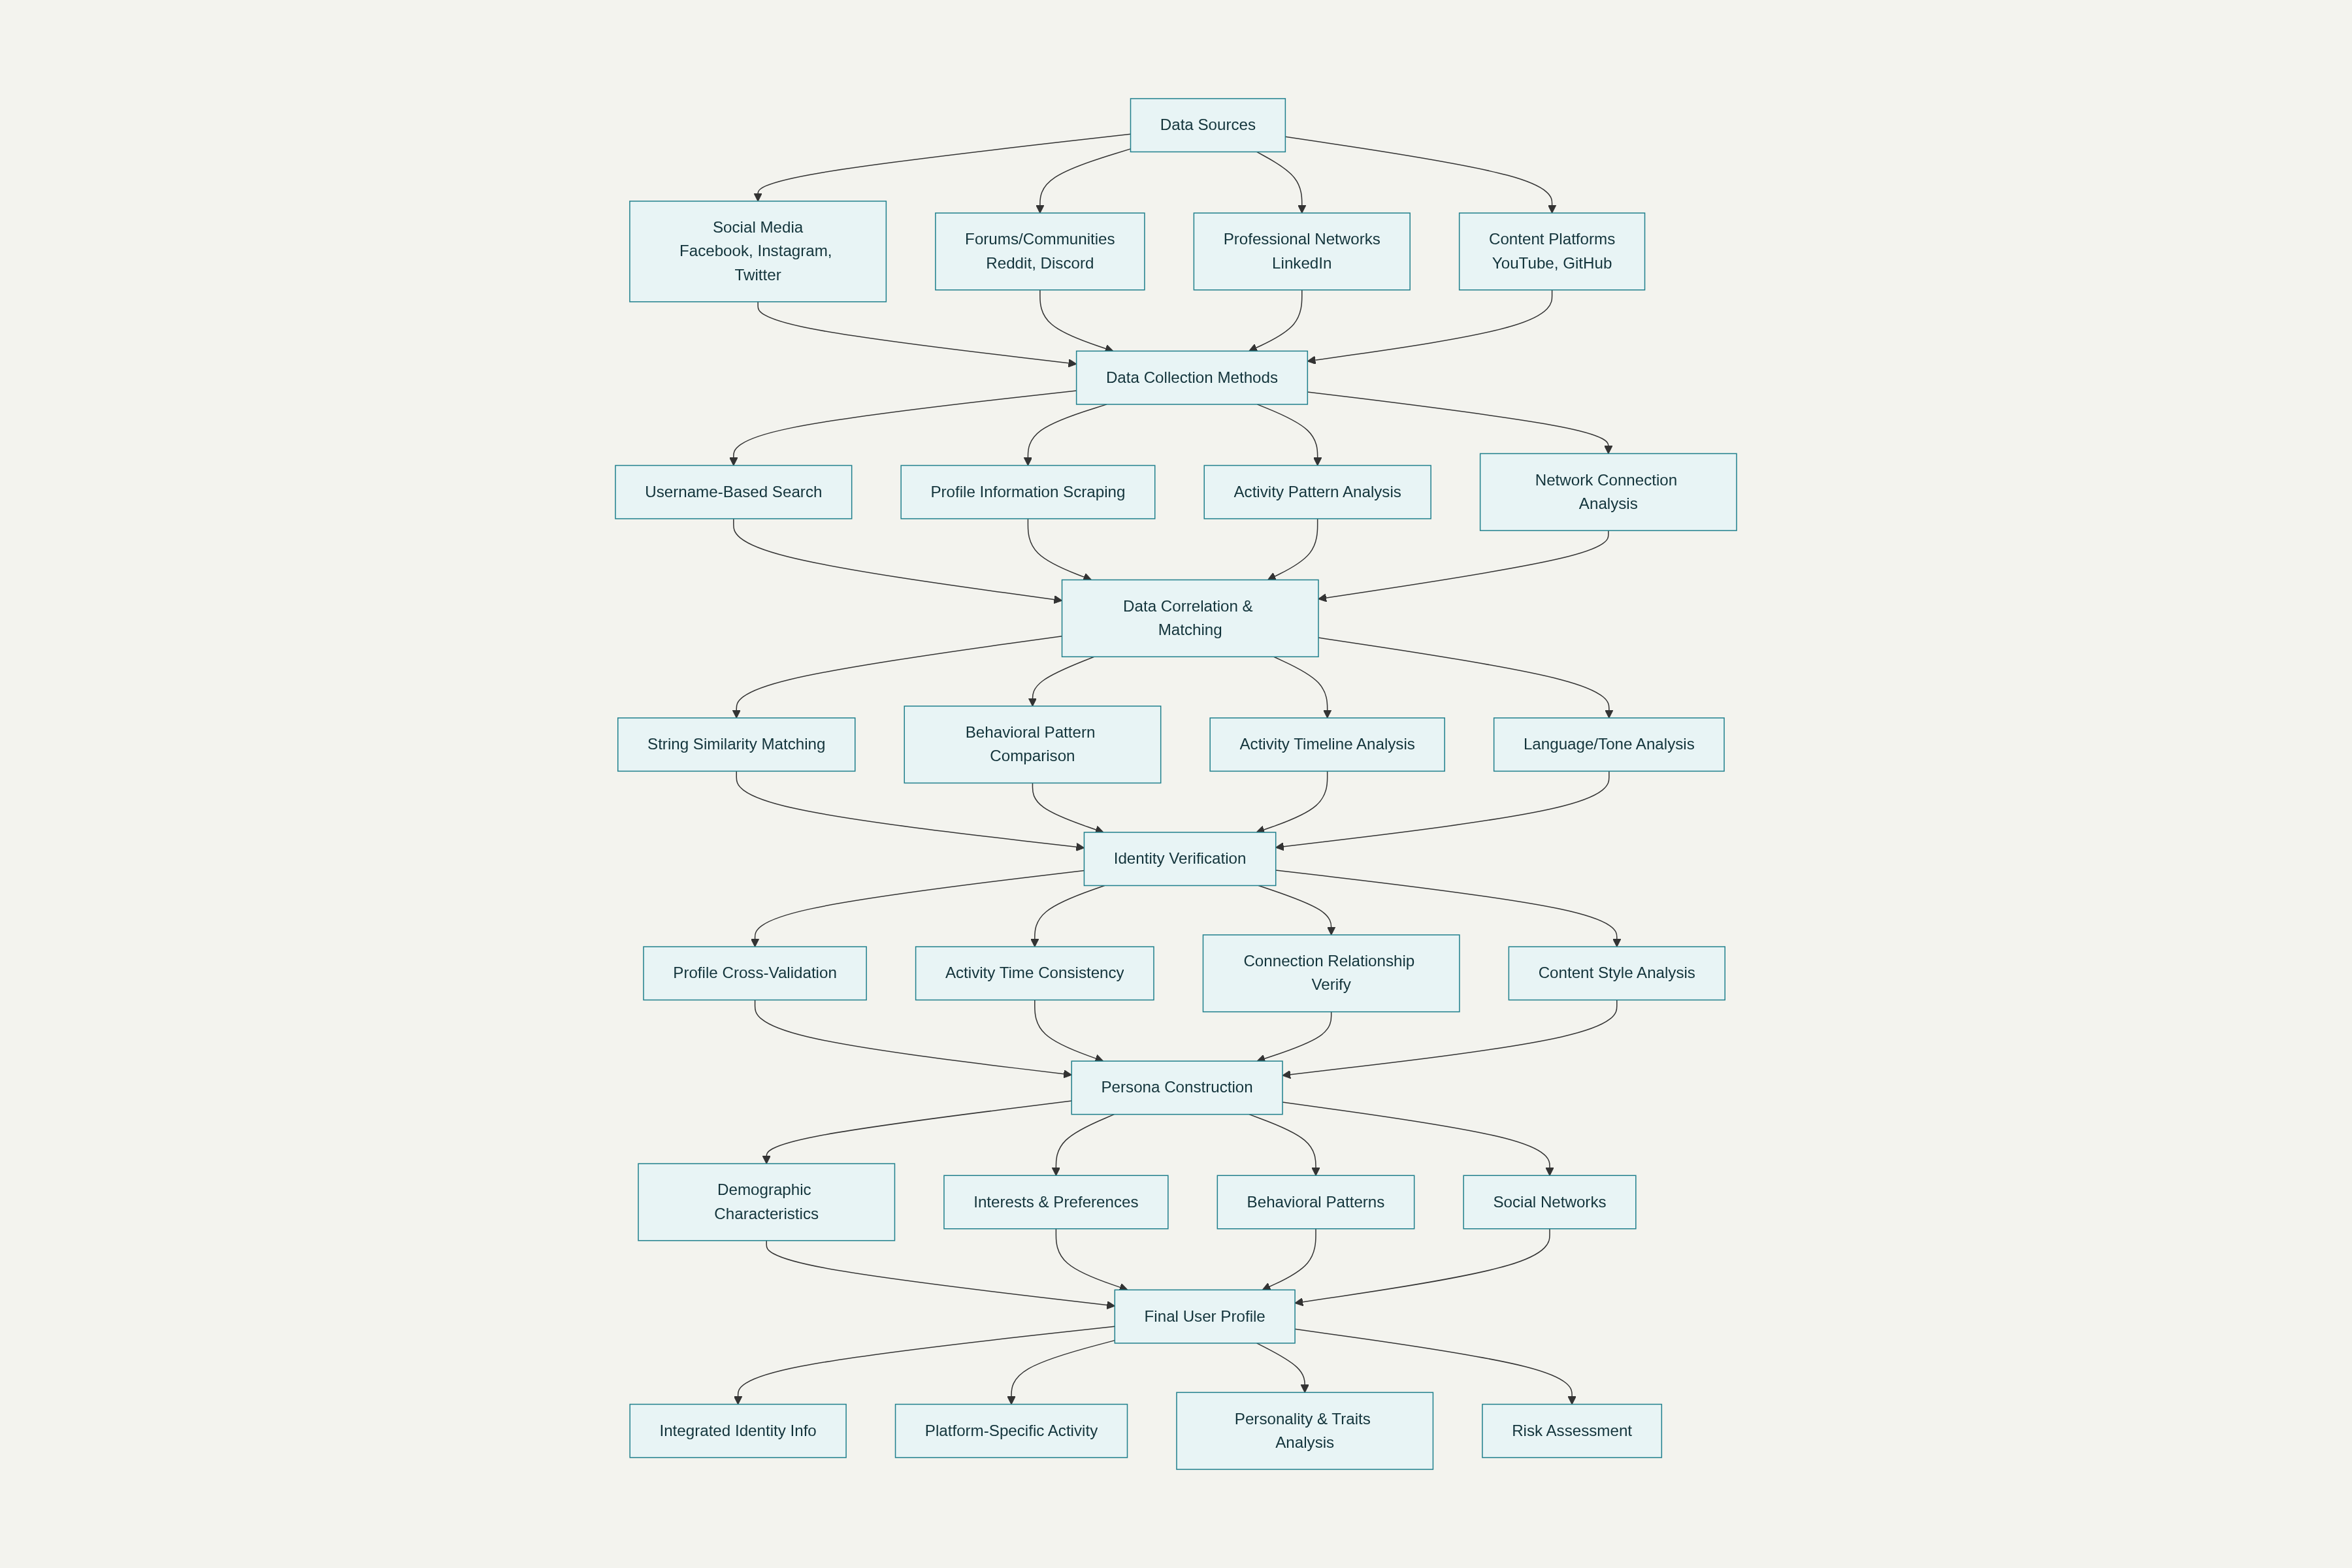 Data Sources
Social Media
Facebook, Instagram,
Twitter
Forums/Communities
Reddit, Discord
Professional Networks
LinkedIn
Content Platforms
YouTube, GitHub
Data Collection Methods
Username-Based Search
Profile Information Scraping
Activity Pattern Analysis
Network Connection
Analysis
Data Correlation &
Matching
String Similarity Matching
Behavioral Pattern
Comparison
Activity Timeline Analysis
Language/Tone Analysis
Identity Verification
Profile Cross-Validation
Activity Time Consistency
Connection Relationship
Verify
Content Style Analysis
Persona Construction
Demographic
Characteristics
Interests & Preferences
Behavioral Patterns
Social Networks
Final User Profile
Integrated Identity Info
Platform-Specific Activity
Personality & Traits
Analysis
Risk Assessment